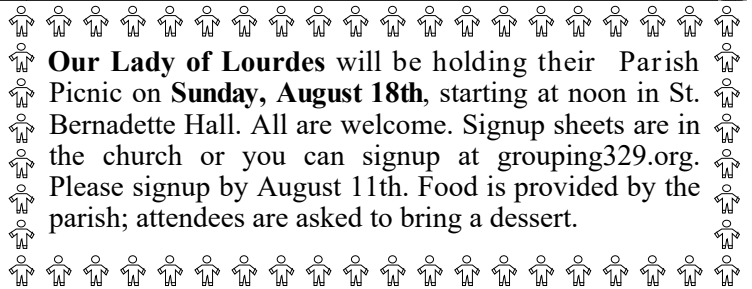 Our Lady of Lourdes will be holding their Parish
Picnic on Sunday, August 18th, starting at noon in St.
Bernadette Hall. All are welcome. Signup sheets are in
the church or you can signup at grouping329.org.
Please signup by August 11th. Food is provided by the
parish; attendees are asked to bring a dessert.